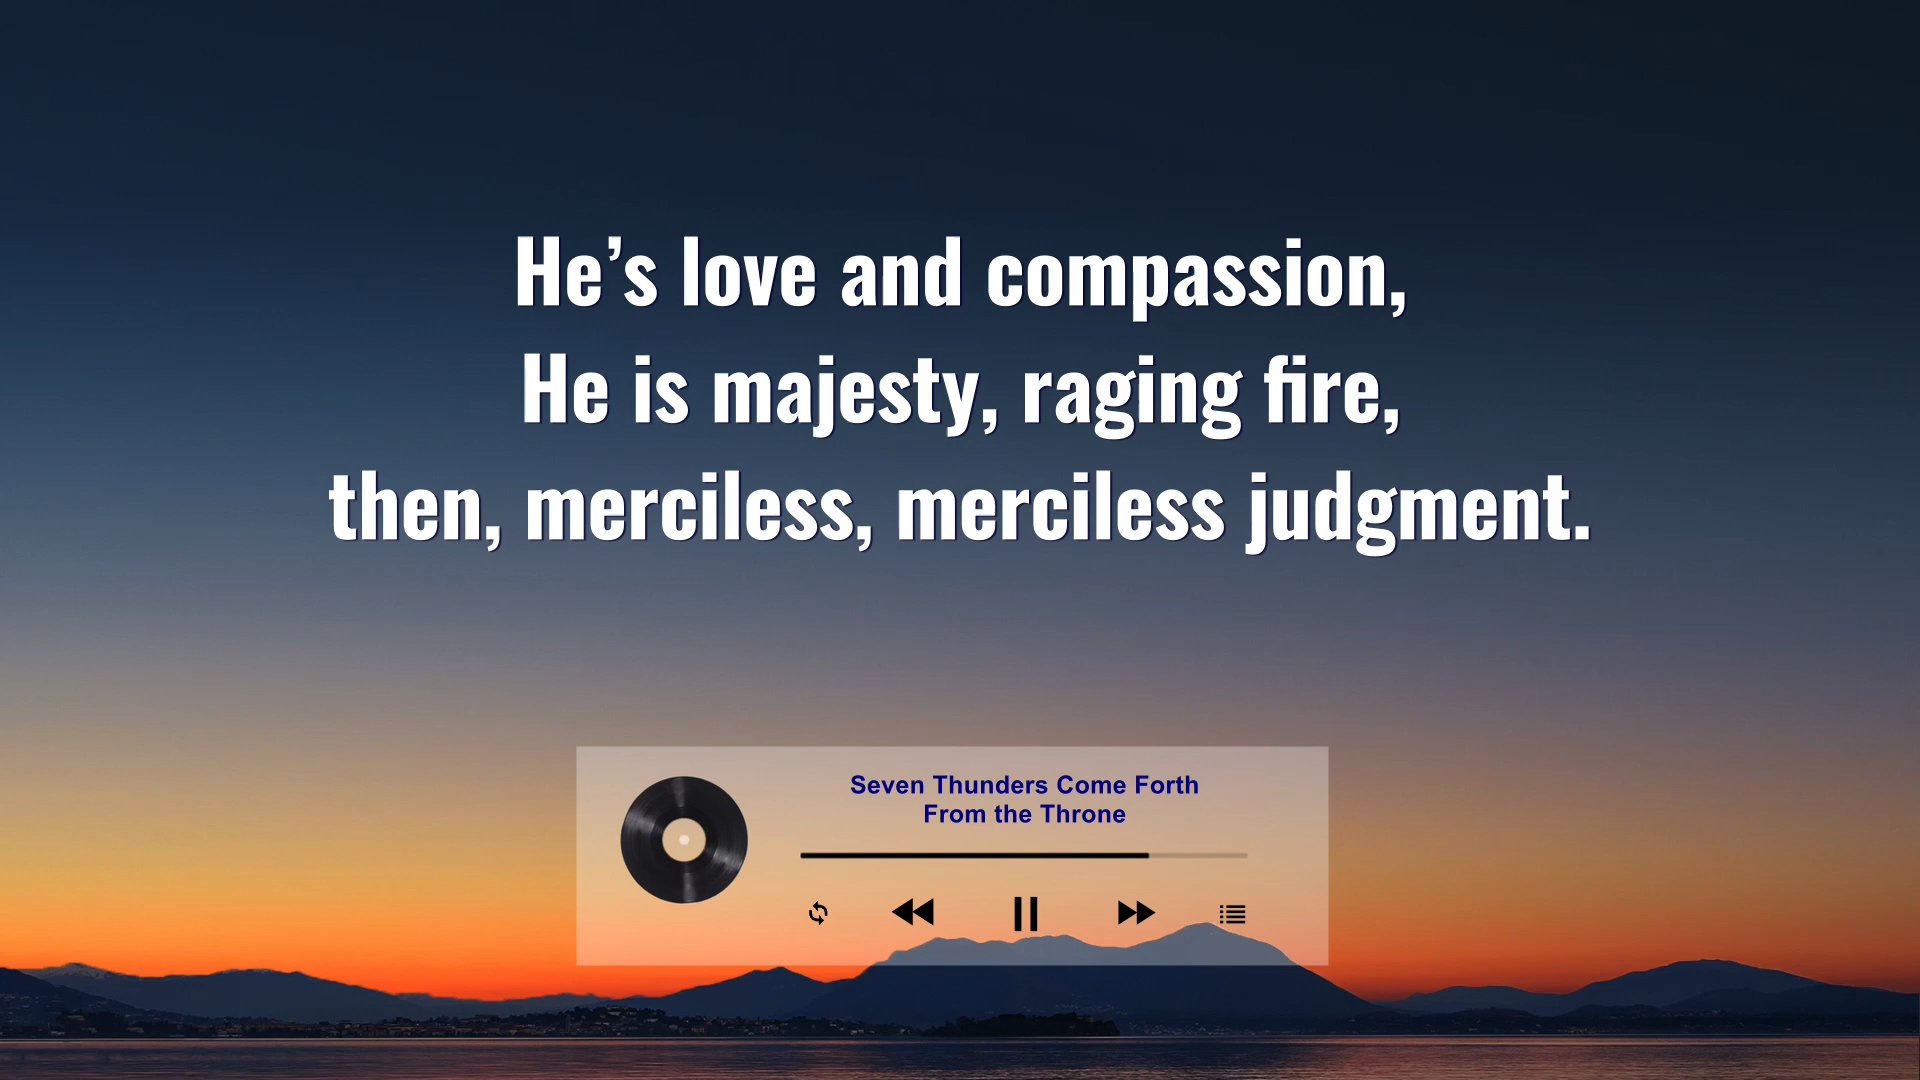 He’s love and compassion,
He is majesty, raging fire,
then, merciless, merciless judgment.
Seven Thunders Come Forth
From the Throne